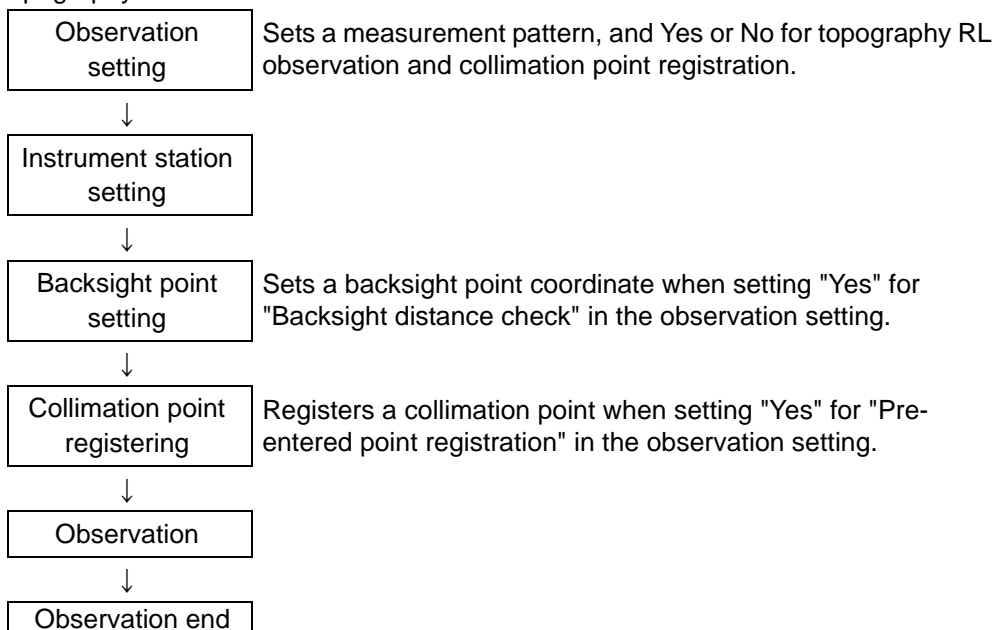 Observation
setting
Sets a measurement pattern, and Yes or No for topography RL
observation and collimation point registration.
↓
Instrument station
setting
↓
Backsight point
setting
Sets a backsight point coordinate when setting "Yes" for
"Backsight distance check" in the observation setting.
↓
Collimation point
registering
Registers a collimation point when setting "Yes" for "Pre-
entered point registration" in the observation setting.
↓
Observation
↓
Observation end